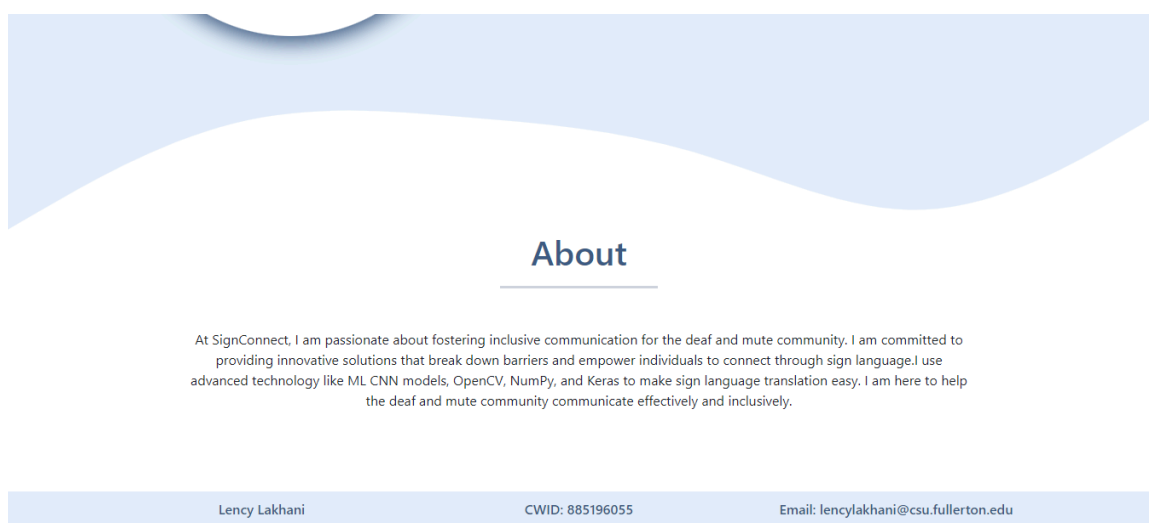 About
At SignConnect, I am passionate about fostering inclusive communication for the deaf and mute community. I am committed to
providing innovative solutions that break down barriers and empower individuals to connect through sign language.I use
advanced technology like ML CNN models, OpenCV, NumPy, and Keras to make sign language translation easy. I am here to help
the deaf and mute community communicate effectively and inclusively.
Lency Lakhani CWID: 885196055 Email: lencylakhani@csu.fullerton.edu